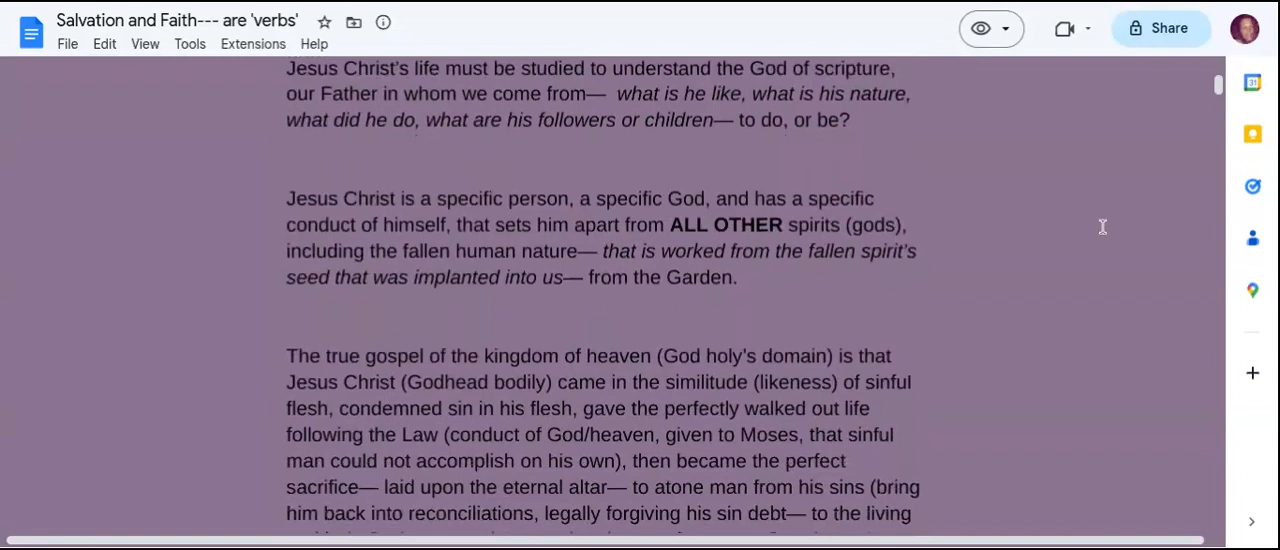 Salvation and Faith--- are 'verbs'
File Edit View Tools Extensions Help
Share
31
Jesus Christ's life must be studied to understand the God of scripture,
our Father in whom we come from— what is he like, what is his nature,
what did he do, what are his followers or children— to do, or be?
Jesus Christ is a specific person, a specific God, and has a specific
conduct of himself, that sets him apart from ALL OTHER spirits (gods),
including the fallen human nature— that is worked from the fallen spirit's
seed that was implanted into us— from the Garden.
The true gospel of the kingdom of heaven (God holy's domain) is that
Jesus Christ (Godhead bodily) came in the similitude (likeness) of sinful
flesh, condemned sin in his flesh, gave the perfectly walked out life
following the Law (conduct of God/heaven, given to Moses, that sinful
man could not accomplish on his own), then became the perfect
sacrifice— laid upon the eternal altar— to atone man from his sins (bring
him back into reconciliations, legally forgiving his sin debt— to the living